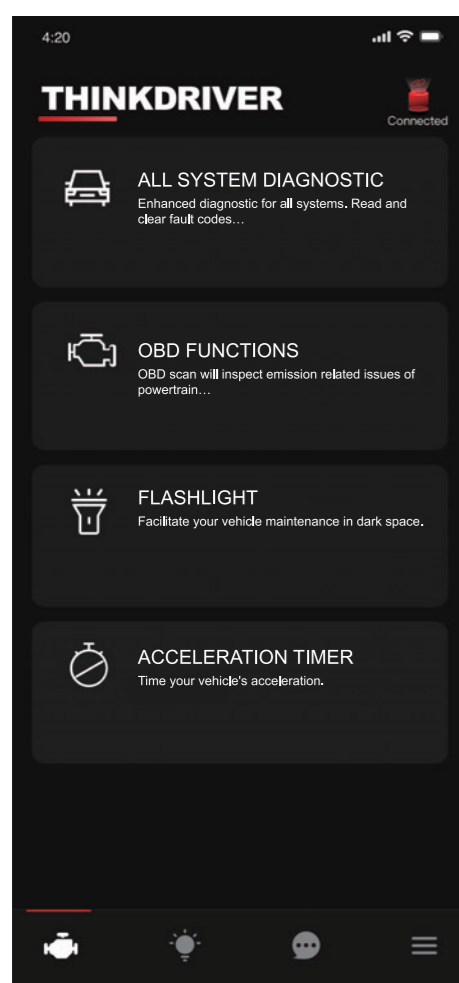 4:20
THINKDRIVER
Connected
ALL SYSTEM DIAGNOSTIC
Enhanced diagnostic for all systems. Read and
clear fault codes…
OBD FUNCTIONS
OBD scan will inspect emission related issues of
powertrain…
FLASHLIGHT
Facilitate your vehicle maintenance in dark space.
ACCELERATION TIMER
Time your vehicle's acceleration.